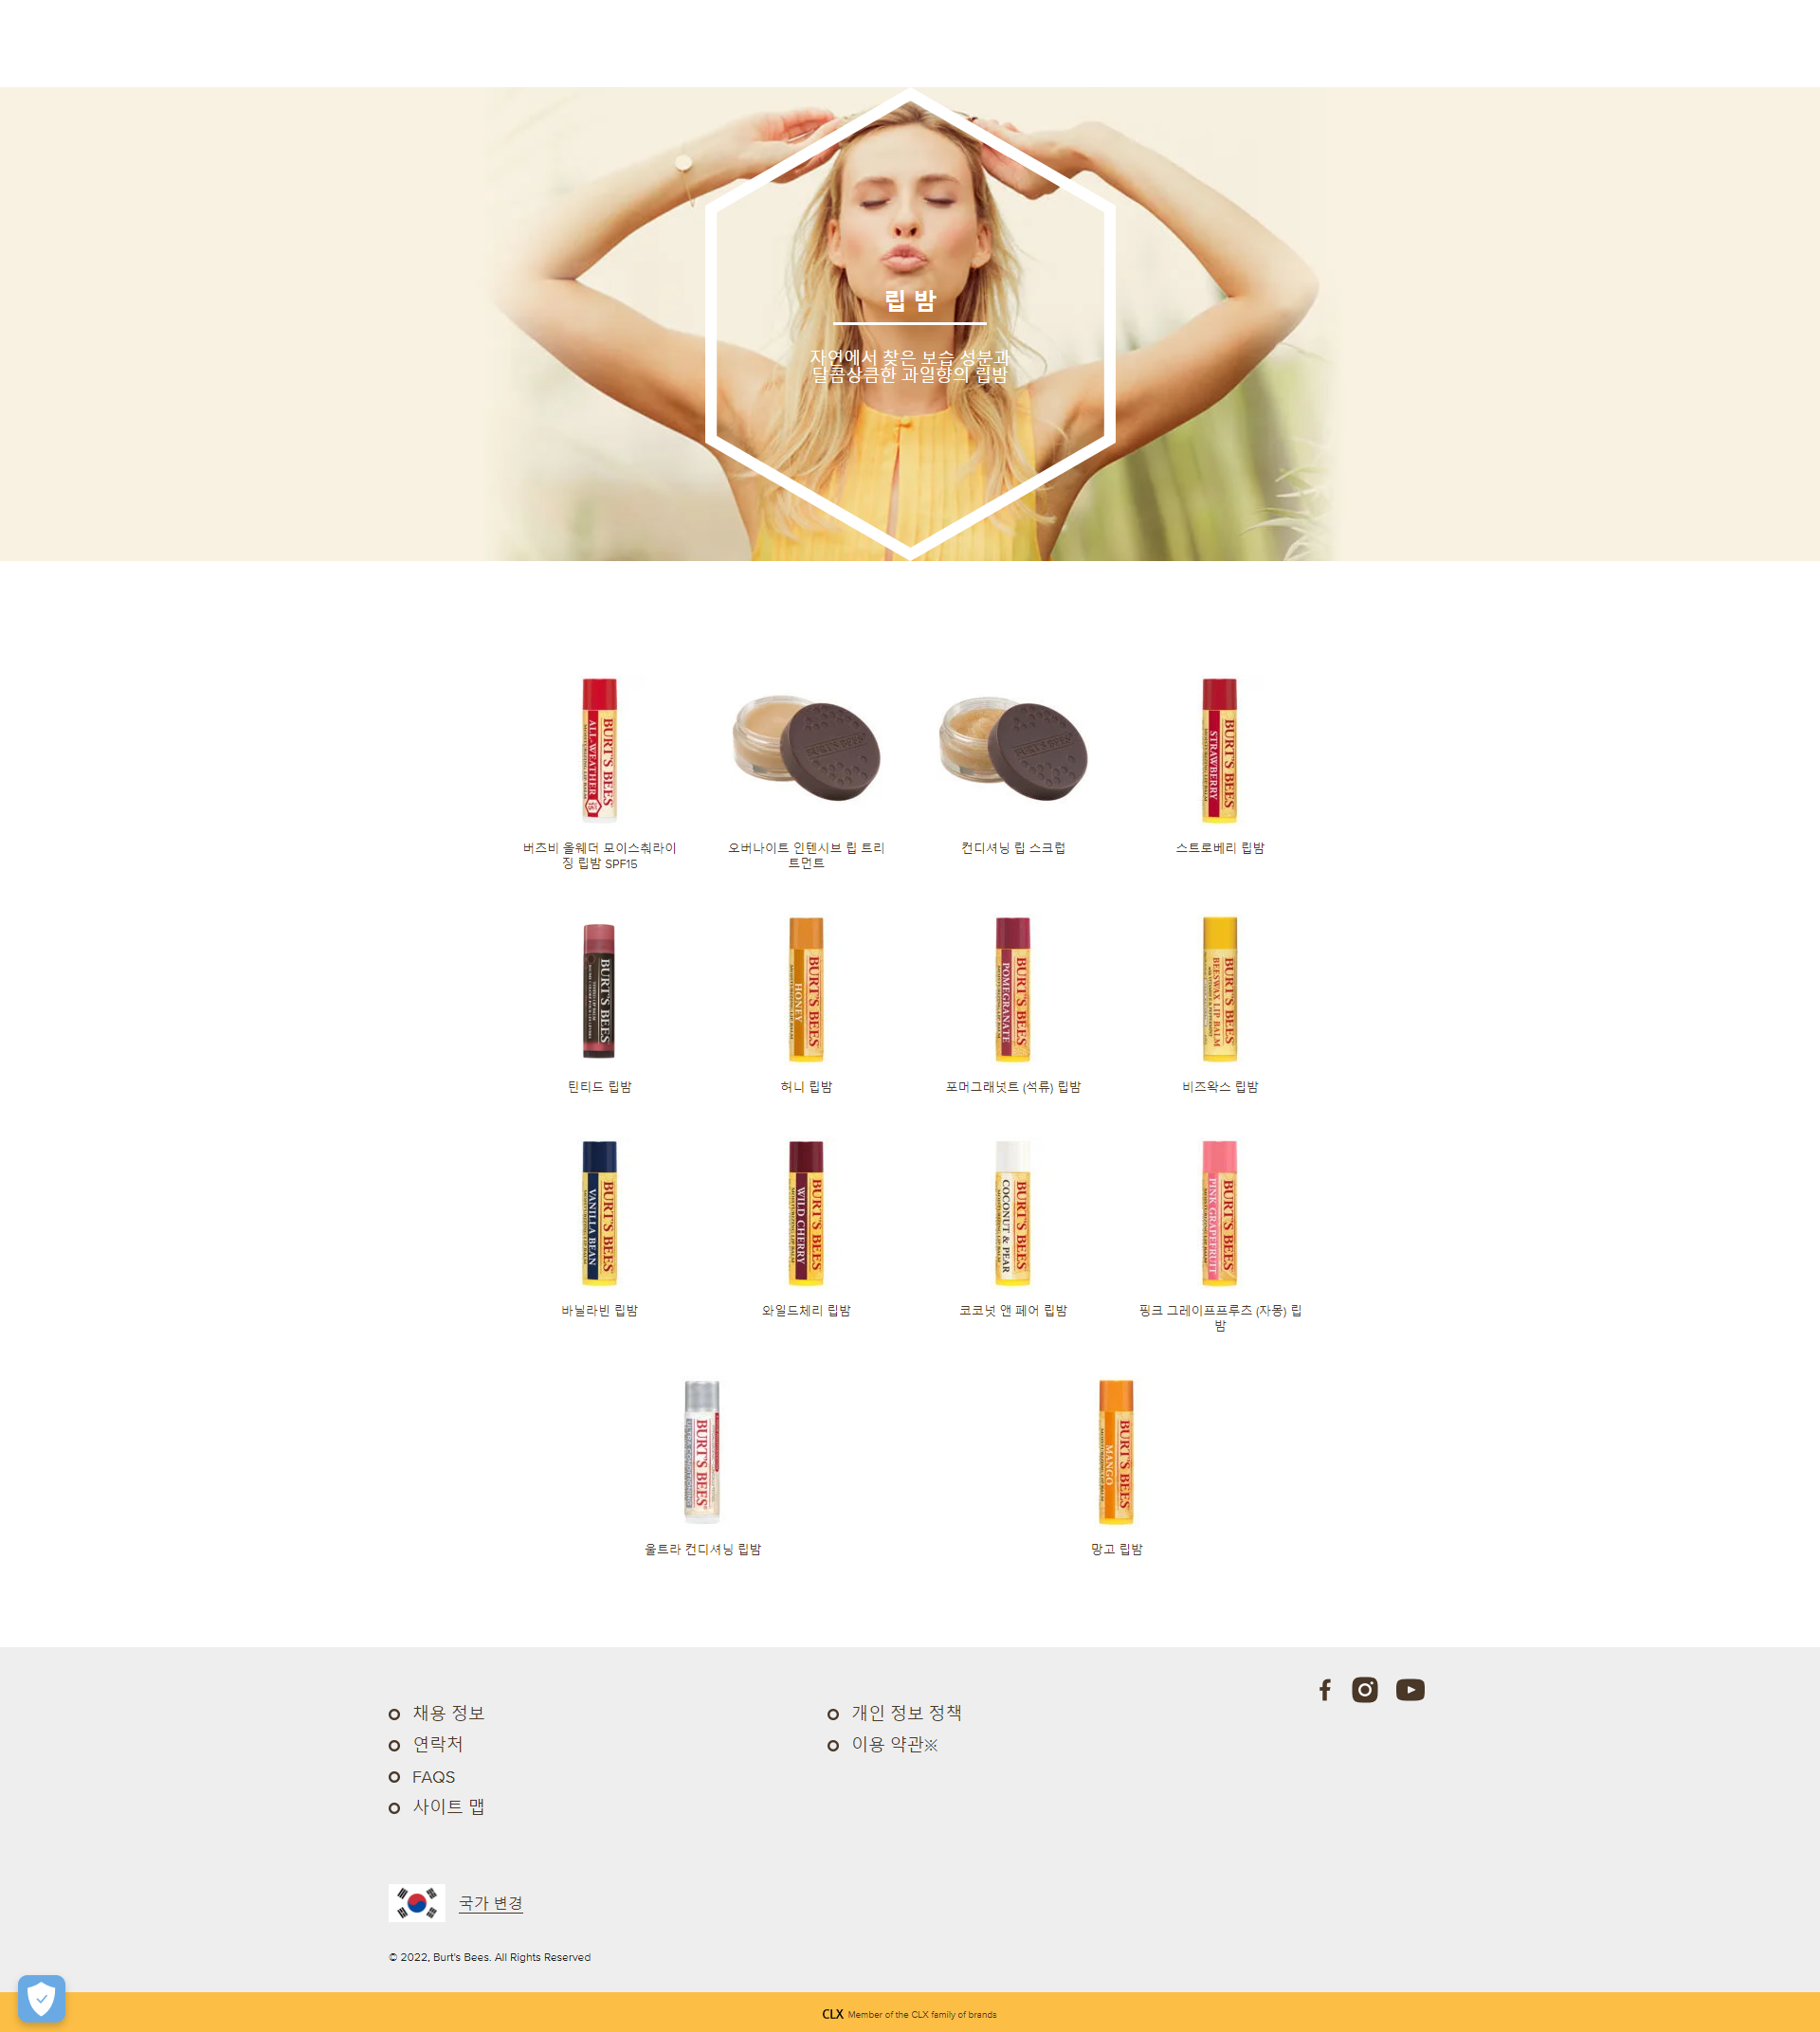 립 밤
자연에서 찾은 보습 성분과
달콤상큼한 과일향의 립밤
BURT'S BEES
ALL-WEATHER
BURT'S BEES
BURT'S BEES
BURT'S BEES
STRAWBERRY
버즈비 올웨더 모이스춰라이
징 립밤 SPF15
오버나이트 인텐시브 립 트리
트먼트
컨디셔닝 립 스크럽
스트로베리 립밤
BURT'S BEES
BURT'S BEES
HONEY
BURT'S BEES
POMEGRANATE
BURT'S BEES
BEESWAX LIP BALM
틴티드 립밤
허니 립밤
포머그래넛트 (석류) 립밤
비즈왁스 립밤
BURT'S BEES
VANILLA BEAN
BURT'S BEES
WILD CHERRY
BURT'S BEES
COCONUT & PEAR
BURT'S BEES
PINK GRAPEFRUIT
바닐라빈 립밤
와일드체리 립밤
코코넛 앤 페어 립밤
핑크 그레이프프루츠 (자몽) 립
밤
BURT'S BEES
ULTRA CONDITIONING
BURT'S BEES
MANGO
울트라 컨디셔닝 립밤
망고 립밤
채용 정보
연락처
FAQS
사이트 맵
개인 정보 정책
이용 약관※
국가 변경
© 2022, Burt's Bees. All Rights Reserved
CLX Member of the CLX family of brands